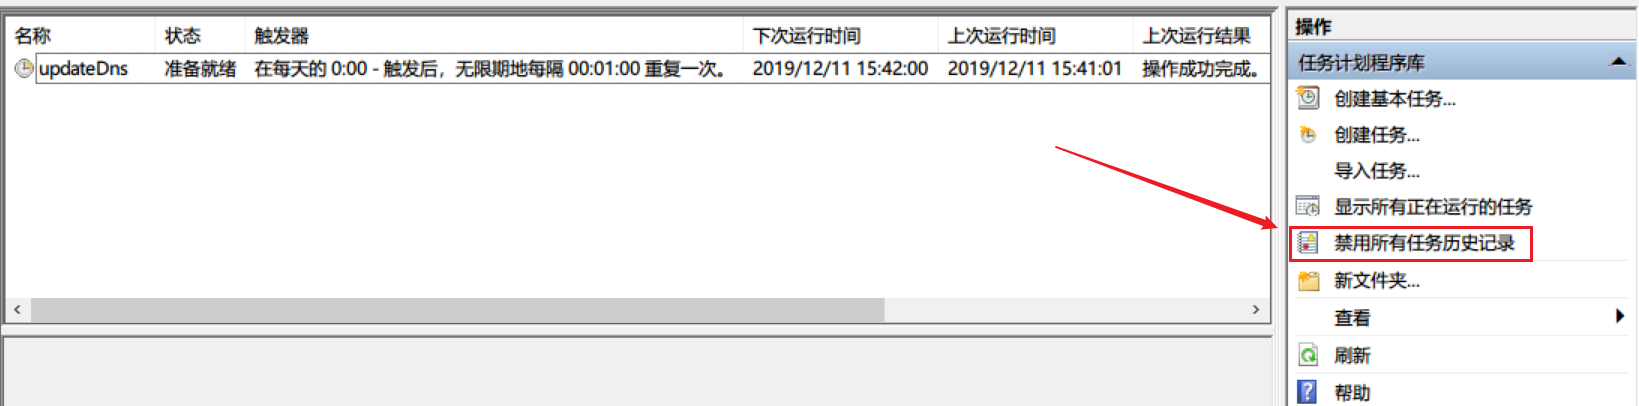 名称 状态 触发器 下次运行时间 上次运行时间 上次运行结果
updateDns 准备就绪 在每天的 0:00 - 触发后，无限期地每隔 00:01:00 重复一次。 2019/12/11 15:42:00 2019/12/11 15:41:01 操作成功完成。
操作
任务计划程序库
创建基本任务...
创建任务...
导入任务...
显示所有正在运行的任务
禁用所有任务历史记录
新文件夹...
查看
刷新
帮助